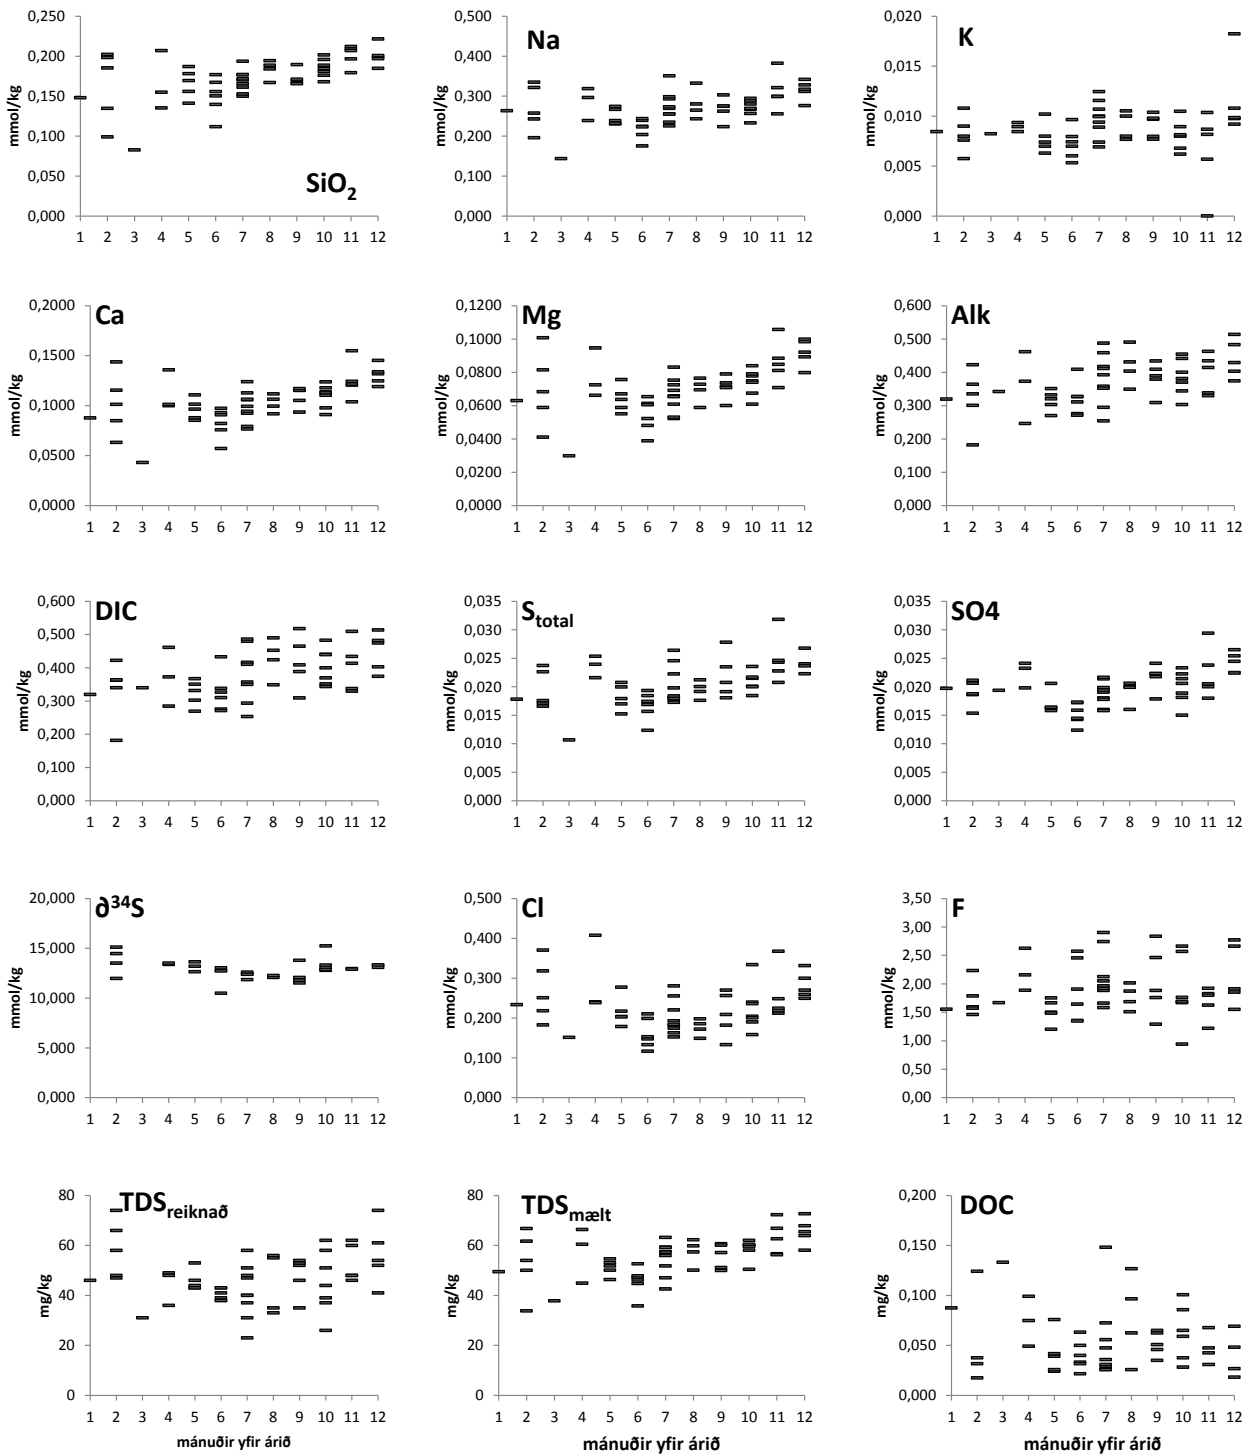 SiO2
mmol/kg
0,250
0,200
0,150
0,100
0,050
0,000
1 2 3 4 5 6 7 8 9 10 11 12
Na
mmol/kg
0,500
0,400
0,300
0,200
0,100
0,000
1 2 3 4 5 6 7 8 9 10 11 12
K
mmol/kg
0,020
0,015
0,010
0,005
0,000
1 2 3 4 5 6 7 8 9 10 11 12
Ca
mmol/kg
0,2000
0,1500
0,1000
0,0500
0,0000
1 2 3 4 5 6 7 8 9 10 11 12
Mg
mmol/kg
0,1200
0,1000
0,0800
0,0600
0,0400
0,0200
0,0000
1 2 3 4 5 6 7 8 9 10 11 12
Alk
mmol/kg
0,600
0,500
0,400
0,300
0,200
0,100
0,000
1 2 3 4 5 6 7 8 9 10 11 12
DIC
mmol/kg
0,600
0,500
0,400
0,300
0,200
0,100
0,000
1 2 3 4 5 6 7 8 9 10 11 12
Stotal
mmol/kg
0,035
0,030
0,025
0,020
0,015
0,010
0,005
0,000
1 2 3 4 5 6 7 8 9 10 11 12
SO4
mmol/kg
0,035
0,030
0,025
0,020
0,015
0,010
0,005
0,000
1 2 3 4 5 6 7 8 9 10 11 12
∂34S
mmol/kg
20,000
15,000
10,000
5,000
0,000
1 2 3 4 5 6 7 8 9 10 11 12
Cl
mmol/kg
0,500
0,400
0,300
0,200
0,100
0,000
1 2 3 4 5 6 7 8 9 10 11 12
F
mmol/kg
3,50
3,00
2,50
2,00
1,50
1,00
0,50
0,00
1 2 3 4 5 6 7 8 9 10 11 12
TDSreiknað
mg/kg
80
60
40
20
0
1 2 3 4 5 6 7 8 9 10 11 12
mánuðir yfir árið
TDSmælt
mg/kg
80
60
40
20
0
1 2 3 4 5 6 7 8 9 10 11 12
mánuðir yfir árið
DOC
mmol/kg
0,200
0,150
0,100
0,050
0,000
1 2 3 4 5 6 7 8 9 10 11 12
mánuðir yfir árið